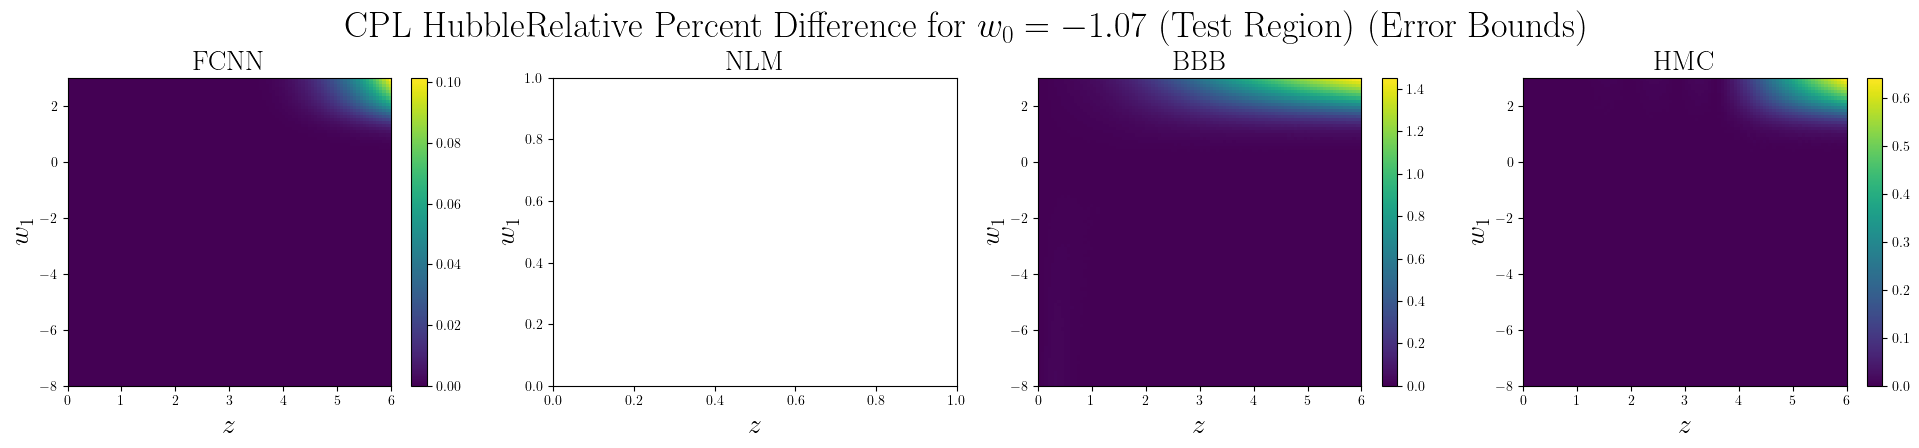 CPL HubbleRelative Percent Difference for $w_0 = -1.07$ (Test Region) (Error Bounds)
FCNN
2
0
−2
−4
−6
−8
w₁
0 1 2 3 4 5 6
z
0.10
0.08
0.06
0.04
0.02
0.00
NLM
1.0
0.8
0.6
0.4
0.2
0.0
w₁
0.0 0.2 0.4 0.6 0.8 1.0
z
BBB
2
0
−2
−4
−6
−8
w₁
0 1 2 3 4 5 6
z
1.4
1.2
1.0
0.8
0.6
0.4
0.2
0.0
HMC
2
0
−2
−4
−6
−8
w₁
0 1 2 3 4 5 6
z
0.6
0.5
0.4
0.3
0.2
0.1
0.0